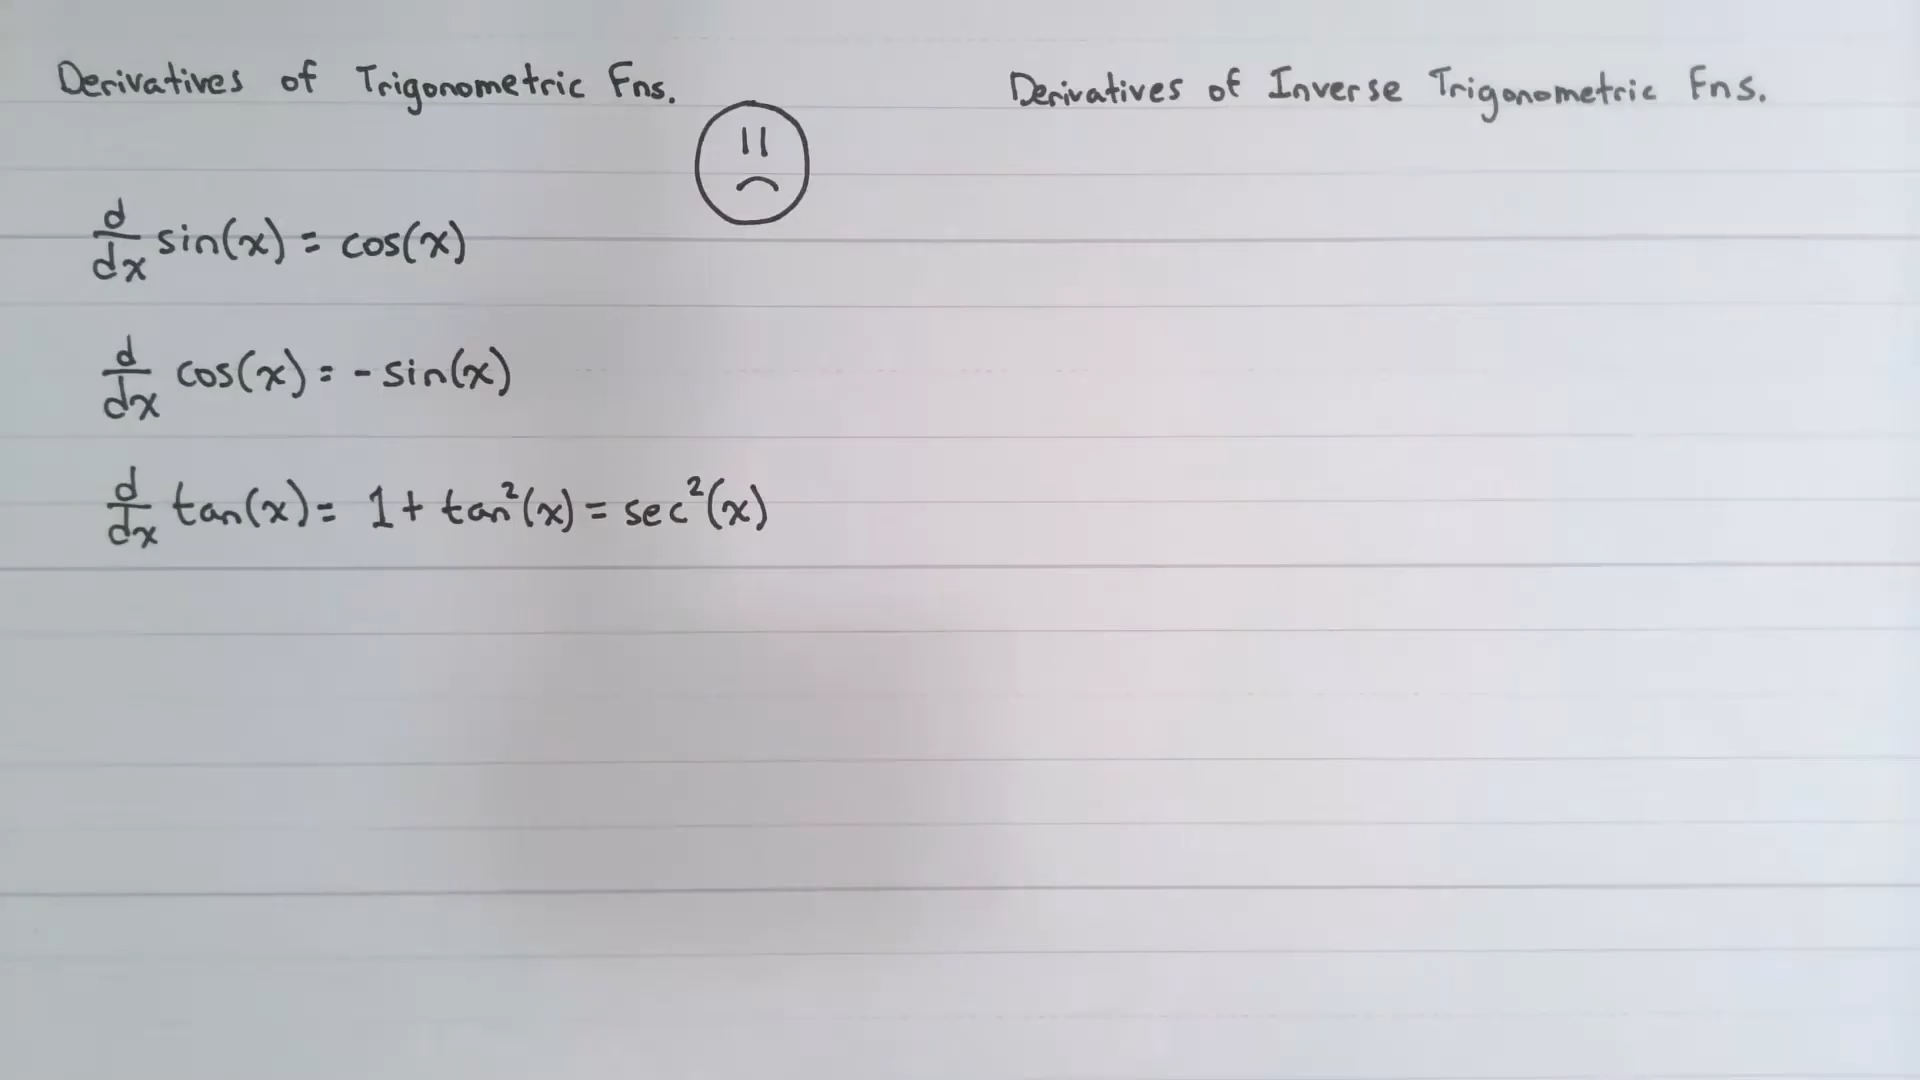 Derivatives of Trigonometric Fns.
d/dx sin(x) = cos(x)
d/dx cos(x) = -sin(x)
d/dx tan(x) = 1 + tan²(x) = sec²(x)
Derivatives of Inverse Trigonometric Fns.